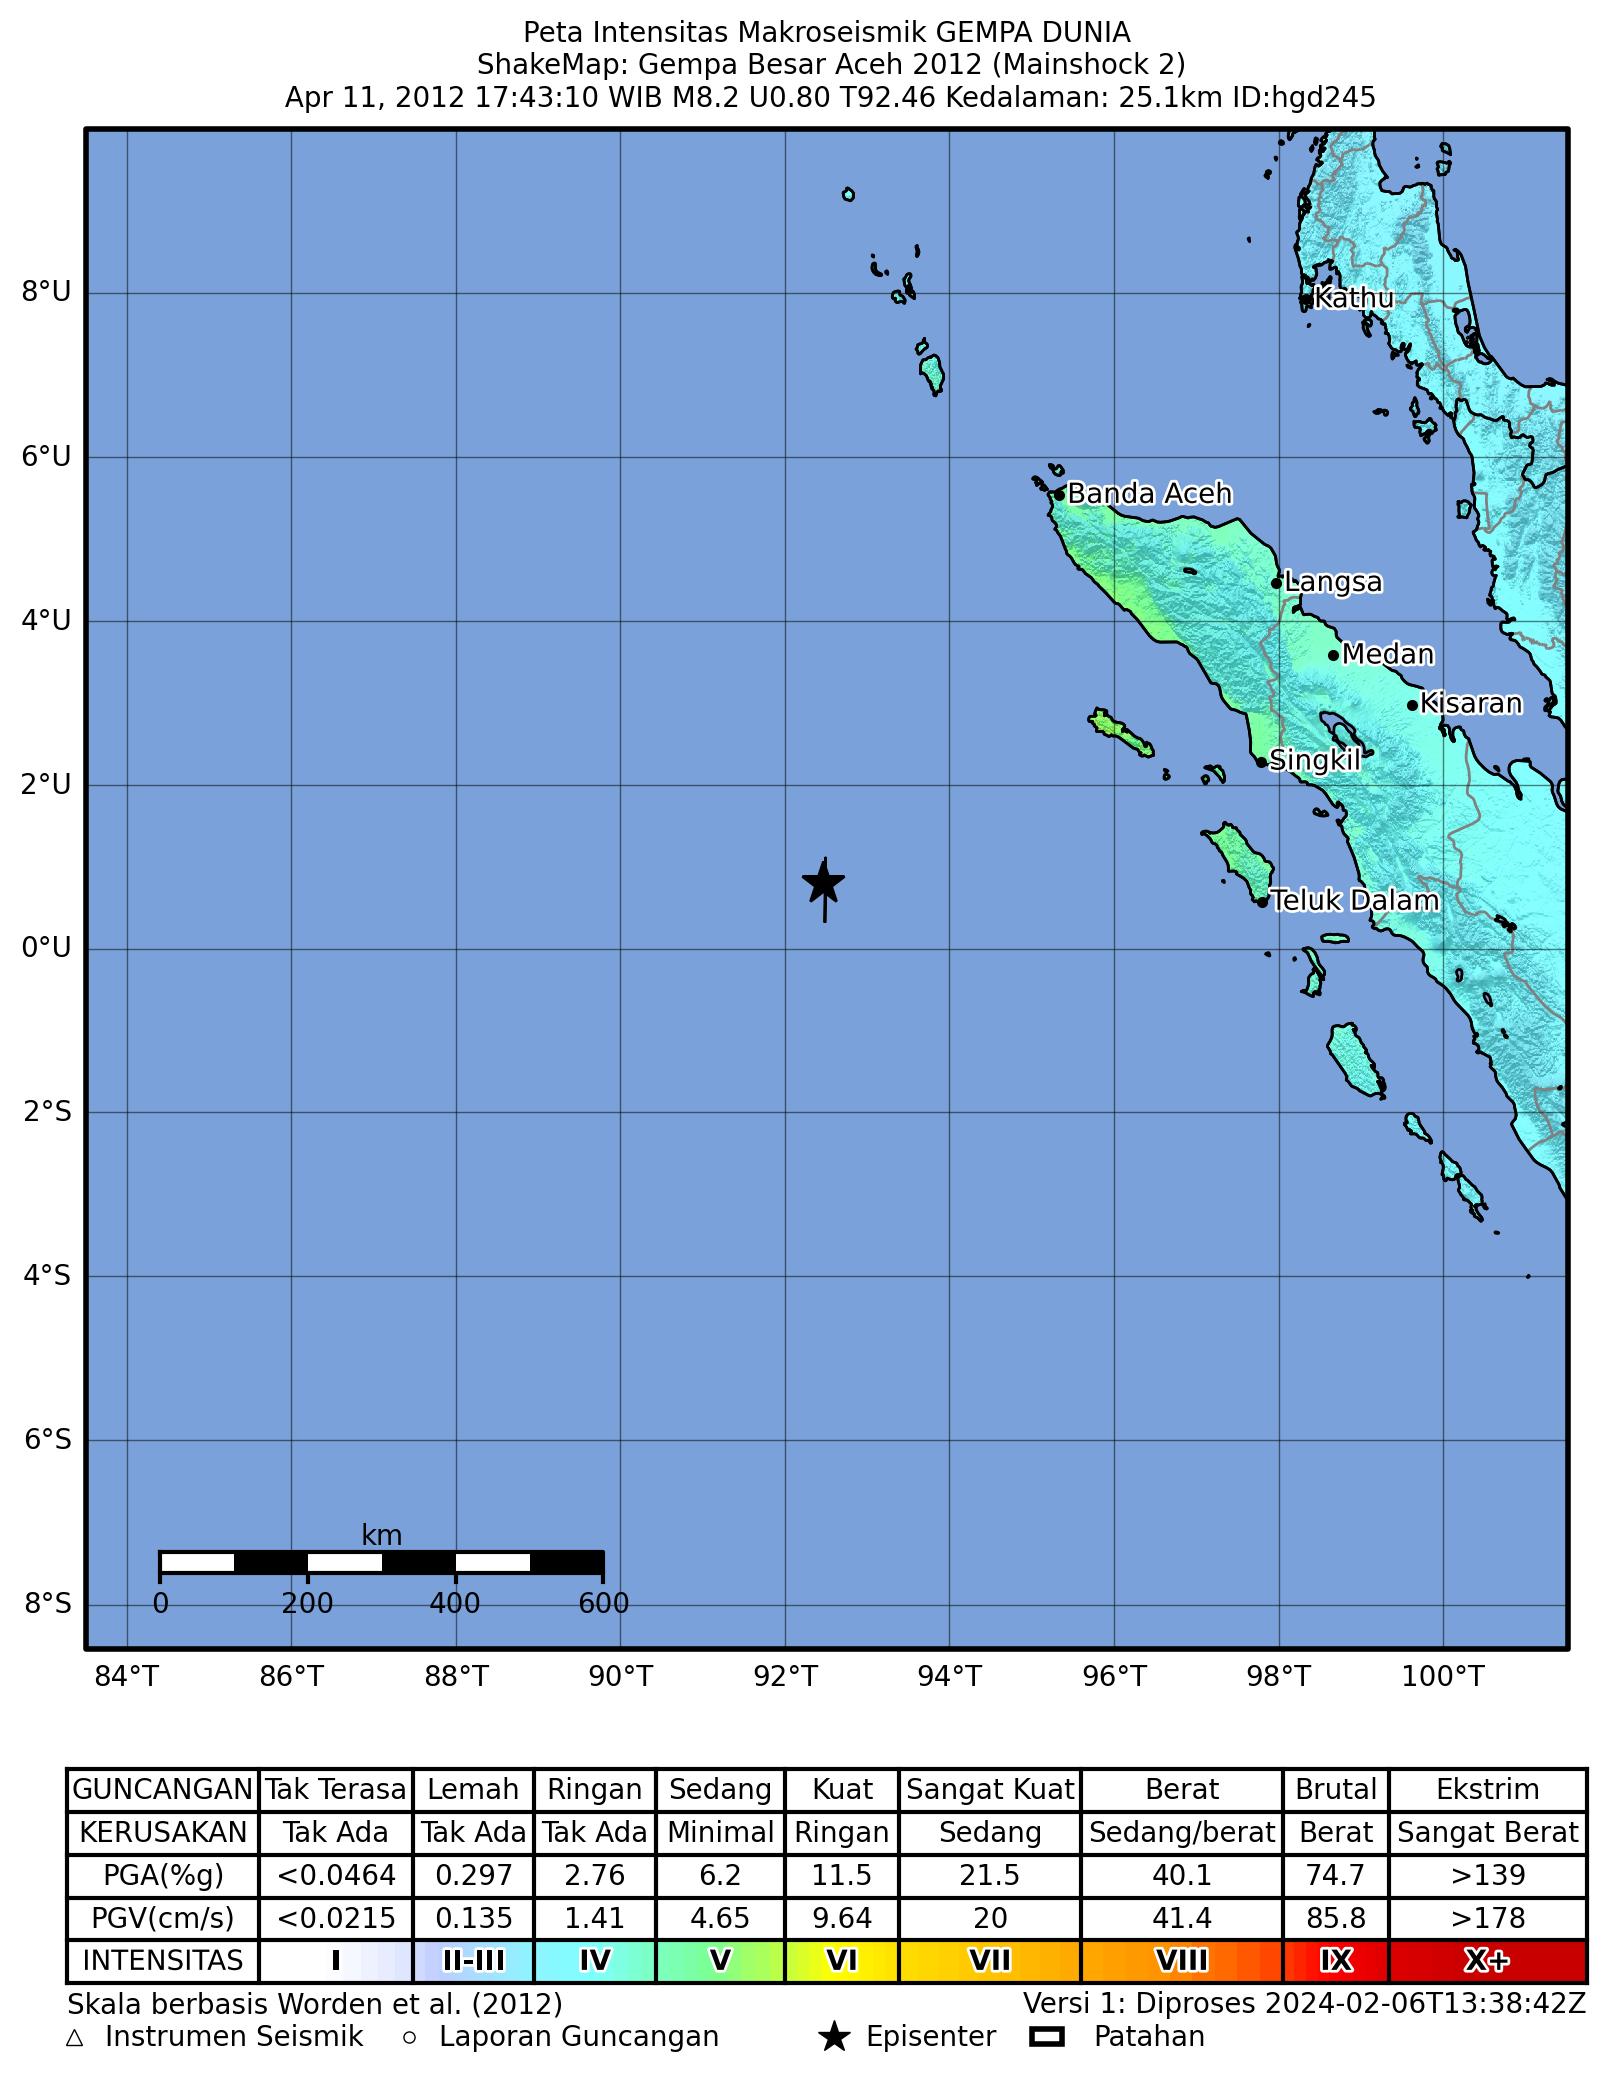 Peta Intensitas Makroseismik GEMPA DUNIA
ShakeMap: Gempa Besar Aceh 2012 (Mainshock 2)
Apr 11, 2012 17:43:10 WIB M8.2 U0.80 T92.46 Kedalaman: 25.1km ID:hgd245
8°U
Kathu
6°U
Banda Aceh
Langsa
4°U
Medan
Kisaran
Singkil
2°U
Teluk Dalam
0°U
2°S
4°S
6°S
km
0 200 400 600
8°S
84°T 86°T 88°T 90°T 92°T 94°T 96°T 98°T 100°T
GUNCANGAN Tak Terasa Lemah Ringan Sedang Kuat Sangat Kuat Berat Brutal Ekstrim
KERUSAKAN Tak Ada Tak Ada Tak Ada Minimal Ringan Sedang Sedang/berat Berat Sangat Berat
PGA(%g) <0.0464 0.297 2.76 6.2 11.5 21.5 40.1 74.7 >139
PGV(cm/s) <0.0215 0.135 1.41 4.65 9.64 20 41.4 85.8 >178
INTENSITAS I II-III IV V VI VII VIII IX X+
Skala berbasis Worden et al. (2012) Versi 1: Diproses 2024-02-06T13:38:42Z
Instrumen Seismik Laporan Guncangan Episenter Patahan